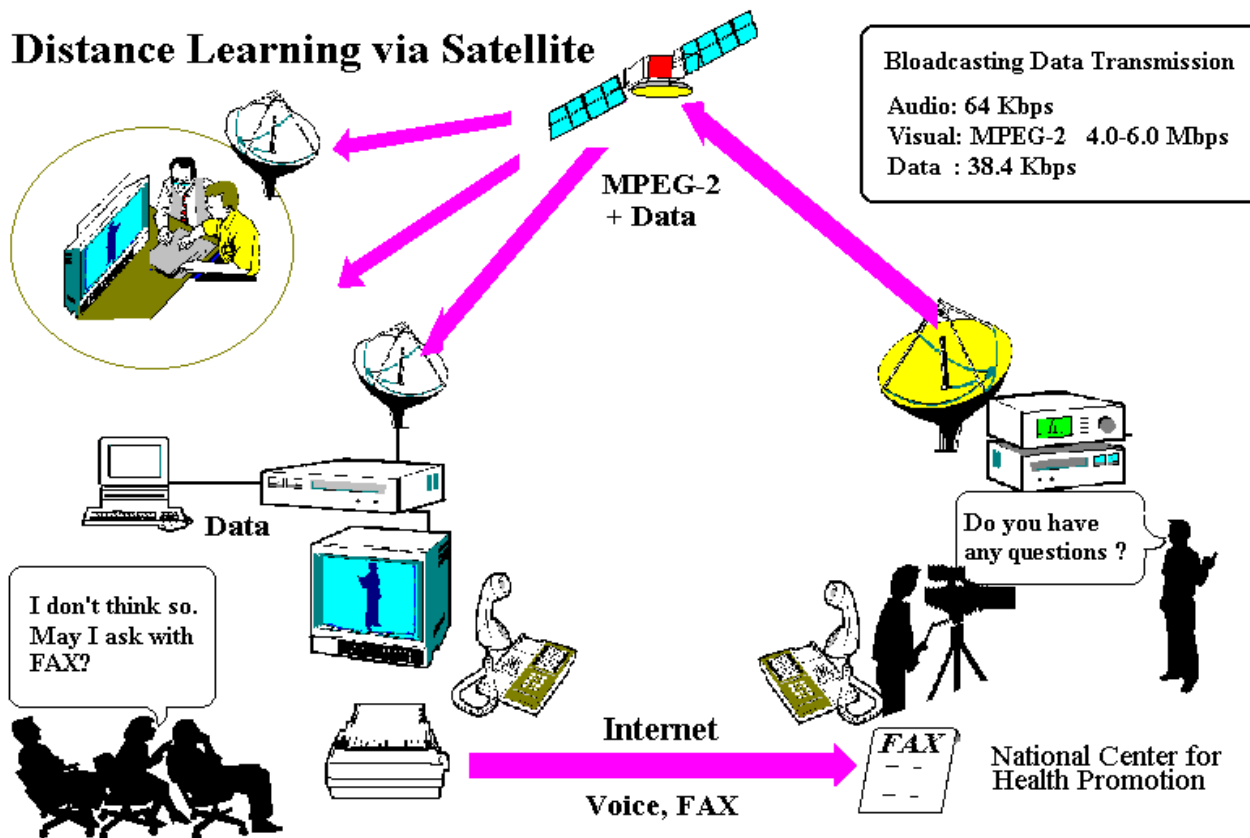 Distance Learning via Satellite
Bloadcasting Data Transmission
Audio: 64 Kbps
Visual: MPEG-2 4.0-6.0 Mbps
Data : 38.4 Kbps
MPEG-2
+ Data
Data
Do you have
any questions ?
I don't think so.
May I ask with
FAX?
Internet
Voice, FAX
FAX
National Center for
Health Promotion